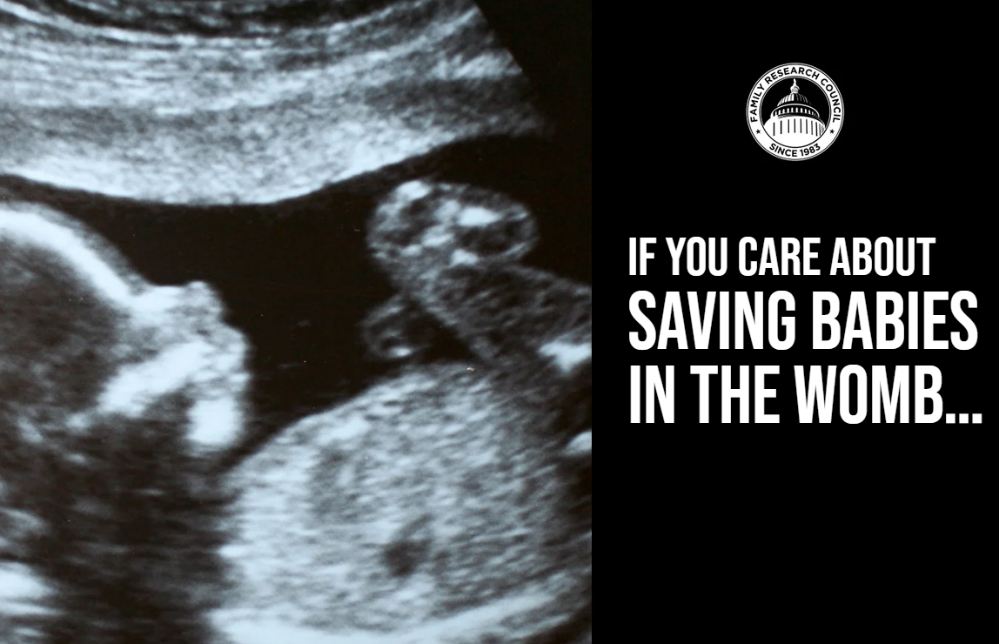 FAMILY RESEARCH COUNCIL
SINCE 1983
IF YOU CARE ABOUT
SAVING BABIES
IN THE WOMB...